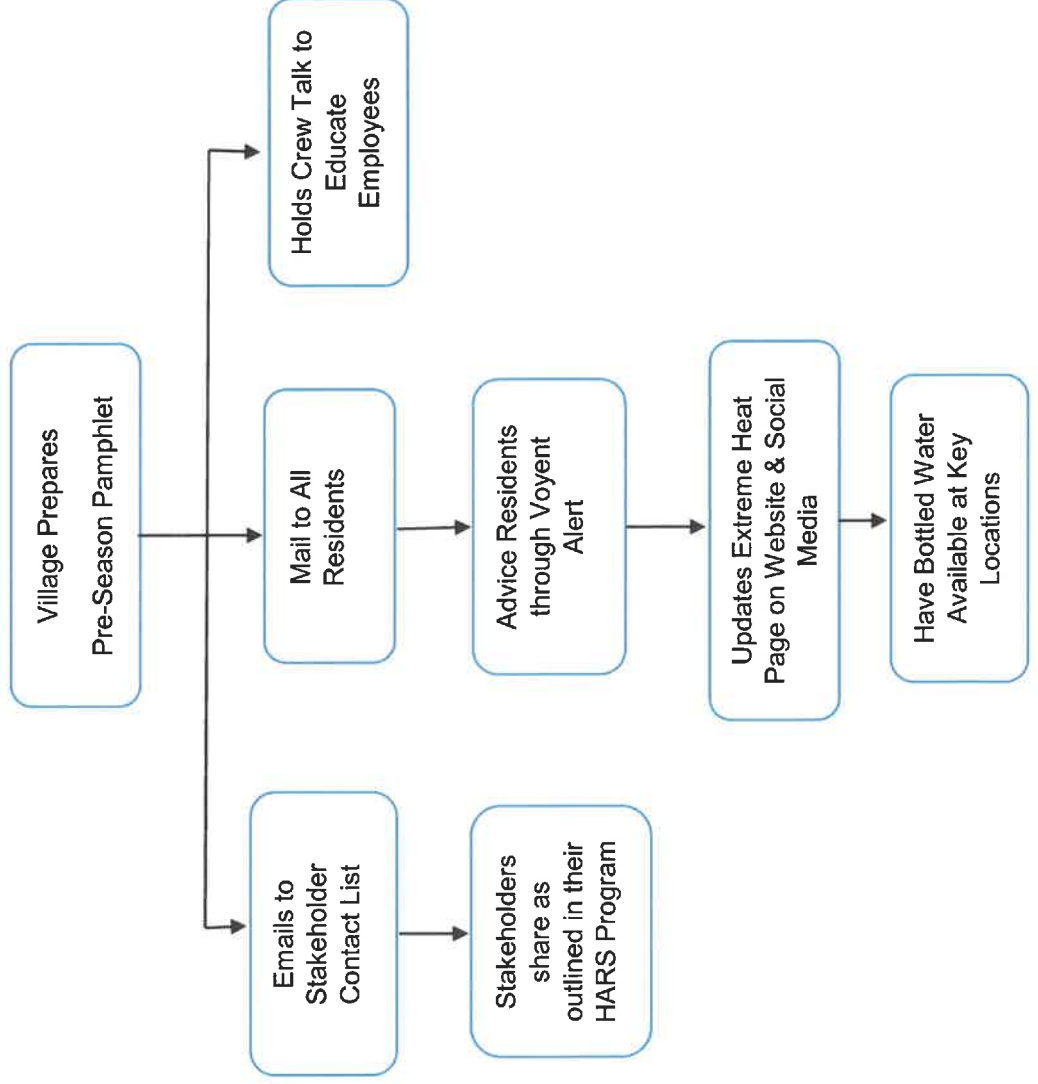 Village Prepares
Pre-Season Pamphlet
Emails to
Stakeholder
Contact List
Stakeholders
share as
outlined in their
HARS Program
Mail to All
Residents
Advice Residents
through Voyent
Alert
Updates Extreme Heat
Page on Website & Social
Media
Have Bottled Water
Available at Key
Locations
Holds Crew Talk to
Educate
Employees